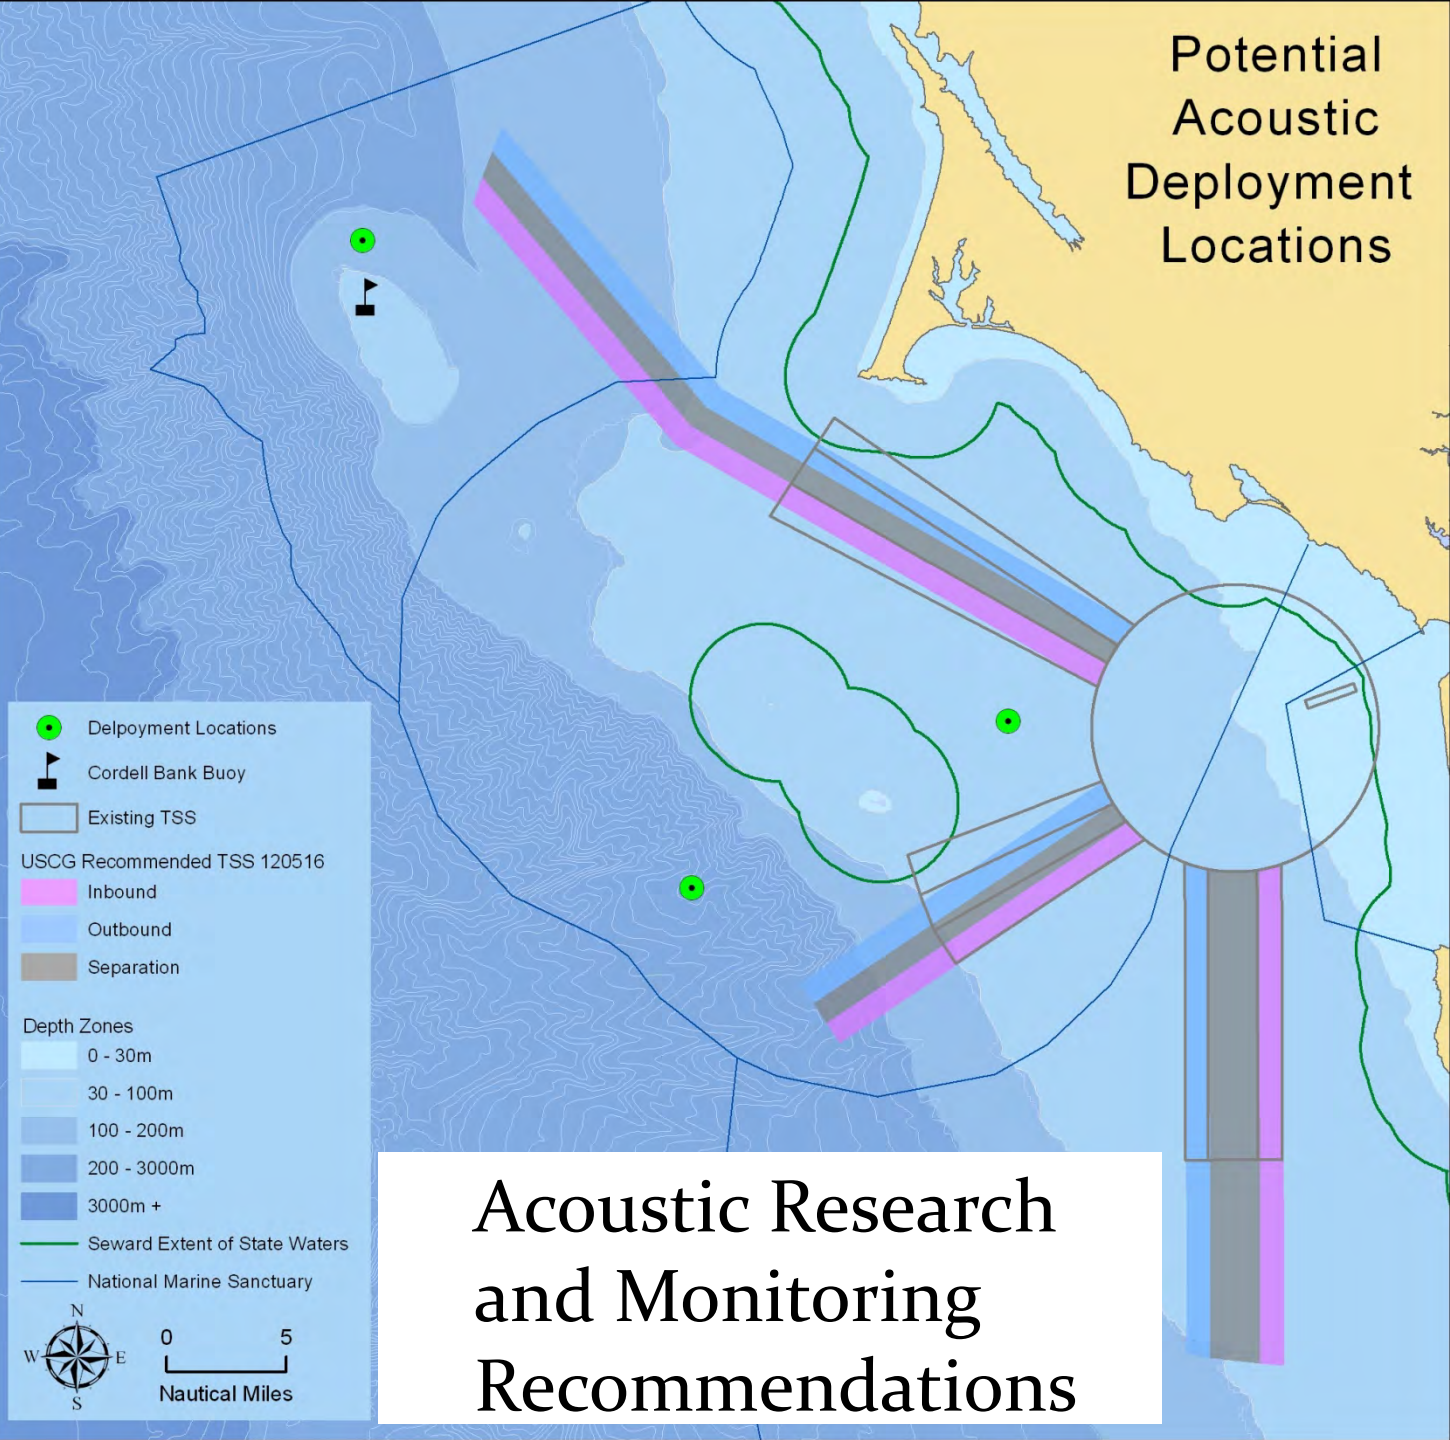 Potential
Acoustic
Deployment
Locations
Delpoyment Locations
Cordell Bank Buoy
Existing TSS
USCG Recommended TSS 120516
Inbound
Outbound
Separation
Depth Zones
0 - 30m
30 - 100m
100 - 200m
200 - 3000m
3000m +
Seward Extent of State Waters
National Marine Sanctuary
N
W E
S
0 5
Nautical Miles
Acoustic Research
and Monitoring
Recommendations